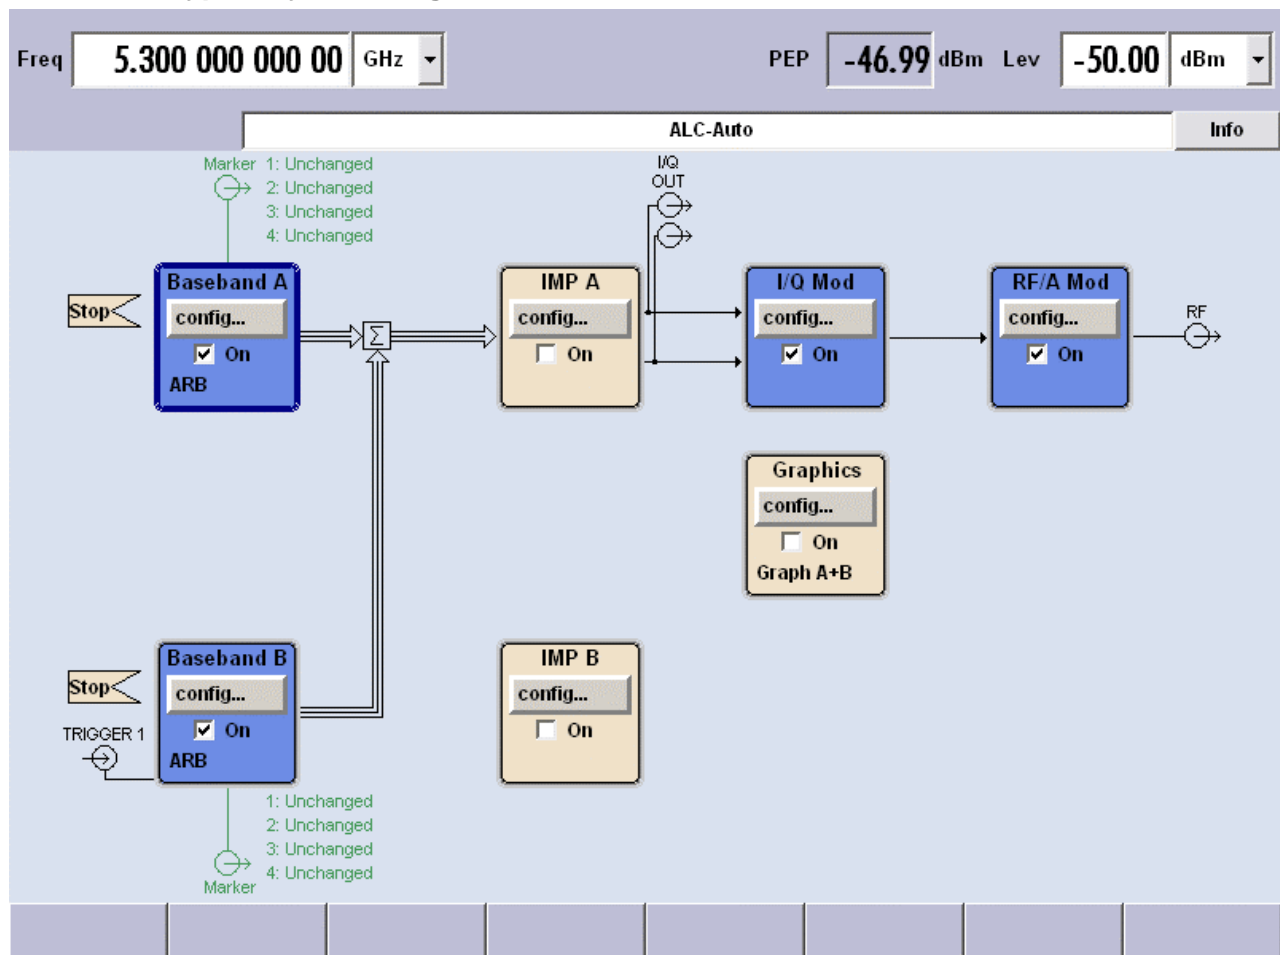 Freq 5.300 000 000 00 GHz PEP -46.99 dBm Lev -50.00 dBm
ALC-Auto Info
Marker 1: Unchanged
2: Unchanged
3: Unchanged
4: Unchanged
I/Q
OUT
Stop
Baseband A
config...
On
ARB
Σ
IMP A
config...
On
I/Q Mod
config...
On
RF/A Mod
config...
On
RF
Graphics
config...
On
Graph A+B
Stop
TRIGGER 1
Baseband B
config...
On
ARB
IMP B
config...
On
1: Unchanged
2: Unchanged
3: Unchanged
4: Unchanged
Marker